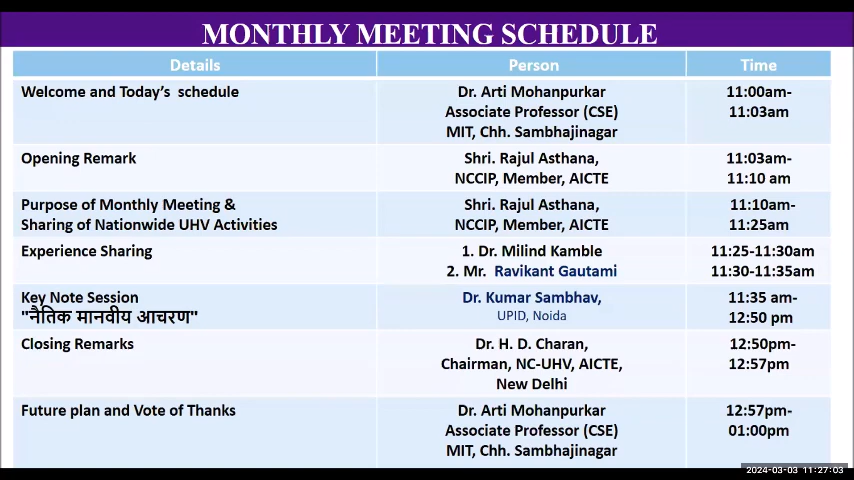 MONTHLY MEETING SCHEDULE
Details Person Time
Welcome and Today's schedule
Dr. Arti Mohanpurkar
Associate Professor (CSE)
MIT, Chh. Sambhajinagar
11:00am-
11:03am
Opening Remark
Shri. Rajul Asthana,
NCCIP, Member, AICTE
11:03am-
11:10 am
Purpose of Monthly Meeting &
Sharing of Nationwide UHV Activities
Shri. Rajul Asthana,
NCCIP, Member, AICTE
11:10am-
11:25am
Experience Sharing
1. Dr. Milind Kamble
2. Mr. Ravikant Gautami
11:25-11:30am
11:30-11:35am
Key Note Session
"नैतिक मानवीय आचरण"
Dr. Kumar Sambhav,
UPID, Noida
11:35 am-
12:50 pm
Closing Remarks
Dr. H. D. Charan,
Chairman, NC-UHV, AICTE,
New Delhi
12:50pm-
12:57pm
Future plan and Vote of Thanks
Dr. Arti Mohanpurkar
Associate Professor (CSE)
MIT, Chh. Sambhajinagar
12:57pm-
01:00pm
2024-03-03 11:27:03